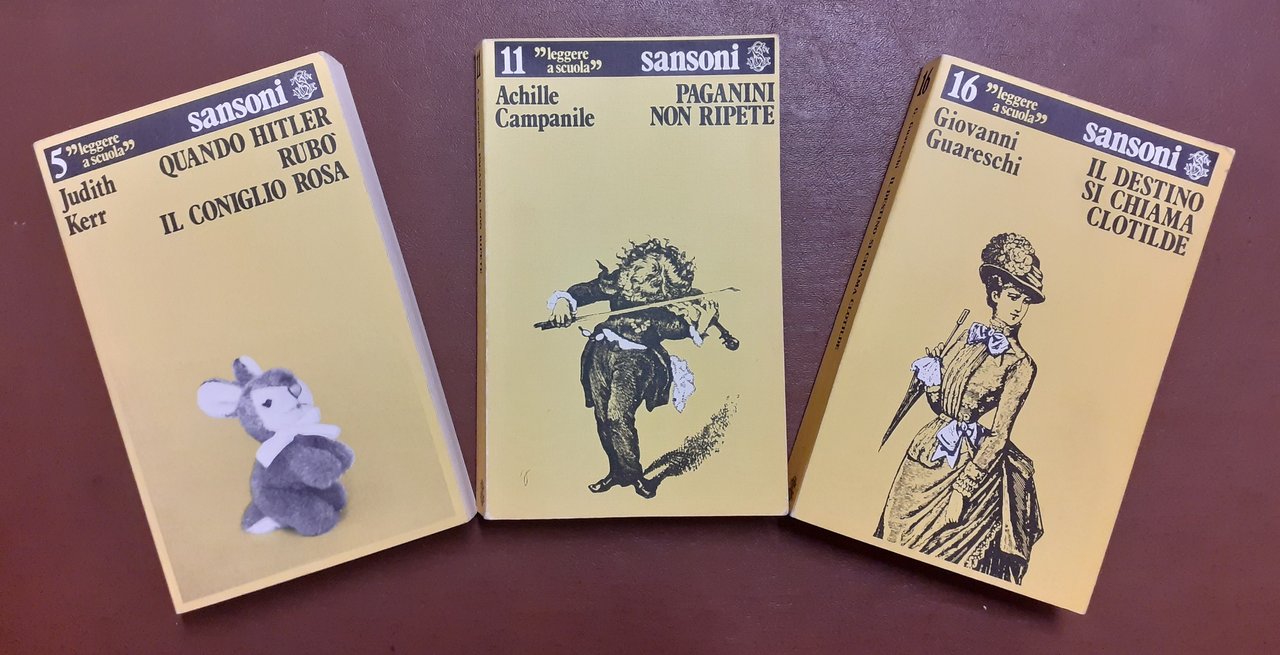 5 "leggere
a scuola"
sansoni
Judith
Kerr
QUANDO HITLER
RUBÒ
IL CONIGLIO ROSA
11 "leggere
a scuola"
sansoni
Achille
Campanile
PAGANINI
NON RIPETE
16
16 "leggere
a scuola"
sansoni
Giovanni
Guareschi
IL DESTINO
SI CHIAMA
CLOTILDE